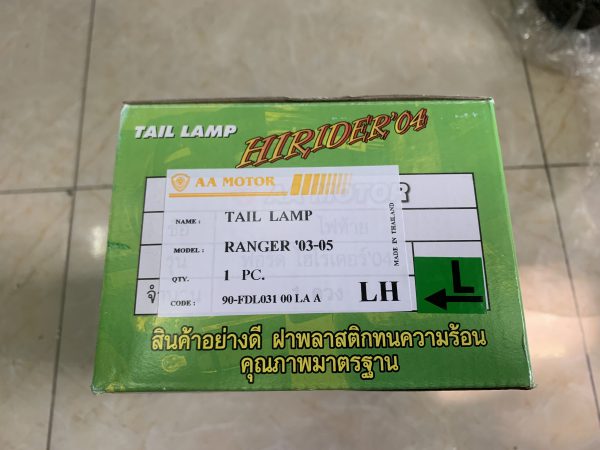 TAIL LAMP HIRIDER'04
AA MOTOR
NAME : TAIL LAMP
MODEL : RANGER '03-05
QTY. 1 PC.
CODE : 90-FDL031 00 LA A LH
MADE IN THAILAND
L
สินค้าอย่างดี ฝาพลาสติกทนความร้อน
คุณภาพมาตรฐาน